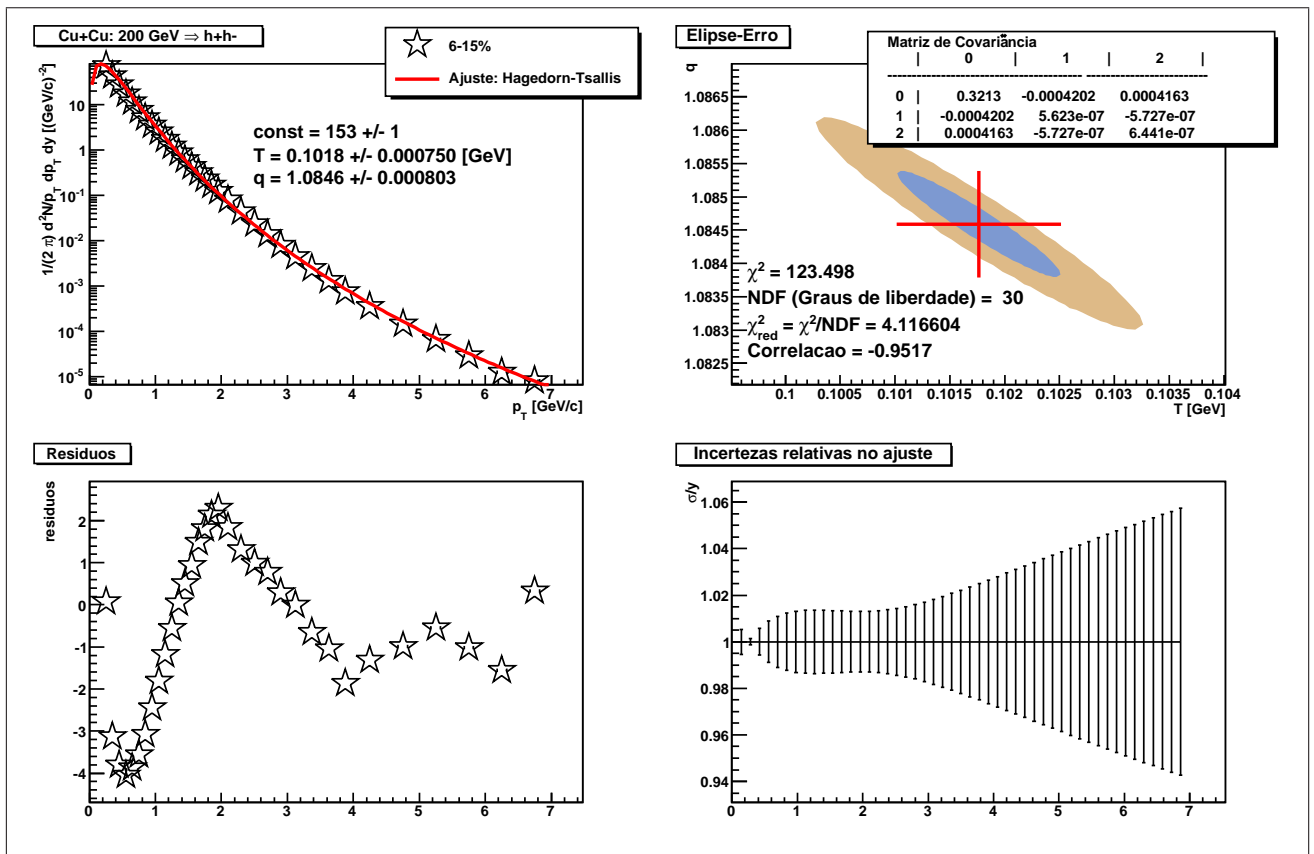 Cu+Cu: 200 GeV ⇒ h+h-
6-15%
Ajuste: Hagedorn-Tsallis
const = 153 +/- 1
T = 0.1018 +/- 0.000750 [GeV]
q = 1.0846 +/- 0.000803
1/(2 π) d²N/p_T dp_T dy [(GeV/c)⁻²]
10
1
10⁻¹
10⁻²
10⁻³
10⁻⁴
10⁻⁵
0 1 2 3 4 5 6 7
p_T [GeV/c]
Elipse-Erro
Matriz de Covariância
| 0 | 1 | 2 |
0 | 0.3213 -0.0004202 0.0004163
1 | -0.0004202 5.623e-07 -5.727e-07
2 | 0.0004163 -5.727e-07 6.441e-07
q
1.0865
1.086
1.0855
1.085
1.0845
1.084
1.0835
1.083
1.0825
χ² = 123.498
NDF (Graus de liberdade) = 30
χ²_red = χ²/NDF = 4.116604
Correlacao = -0.9517
0.1 0.1005 0.101 0.1015 0.102 0.1025 0.103 0.1035 0.104
T [GeV]
Residuos
residuos
2
1
0
-1
-2
-3
-4
0 1 2 3 4 5 6 7
Incertezas relativas no ajuste
σ/y
1.06
1.04
1.02
1
0.98
0.96
0.94
0 1 2 3 4 5 6 7